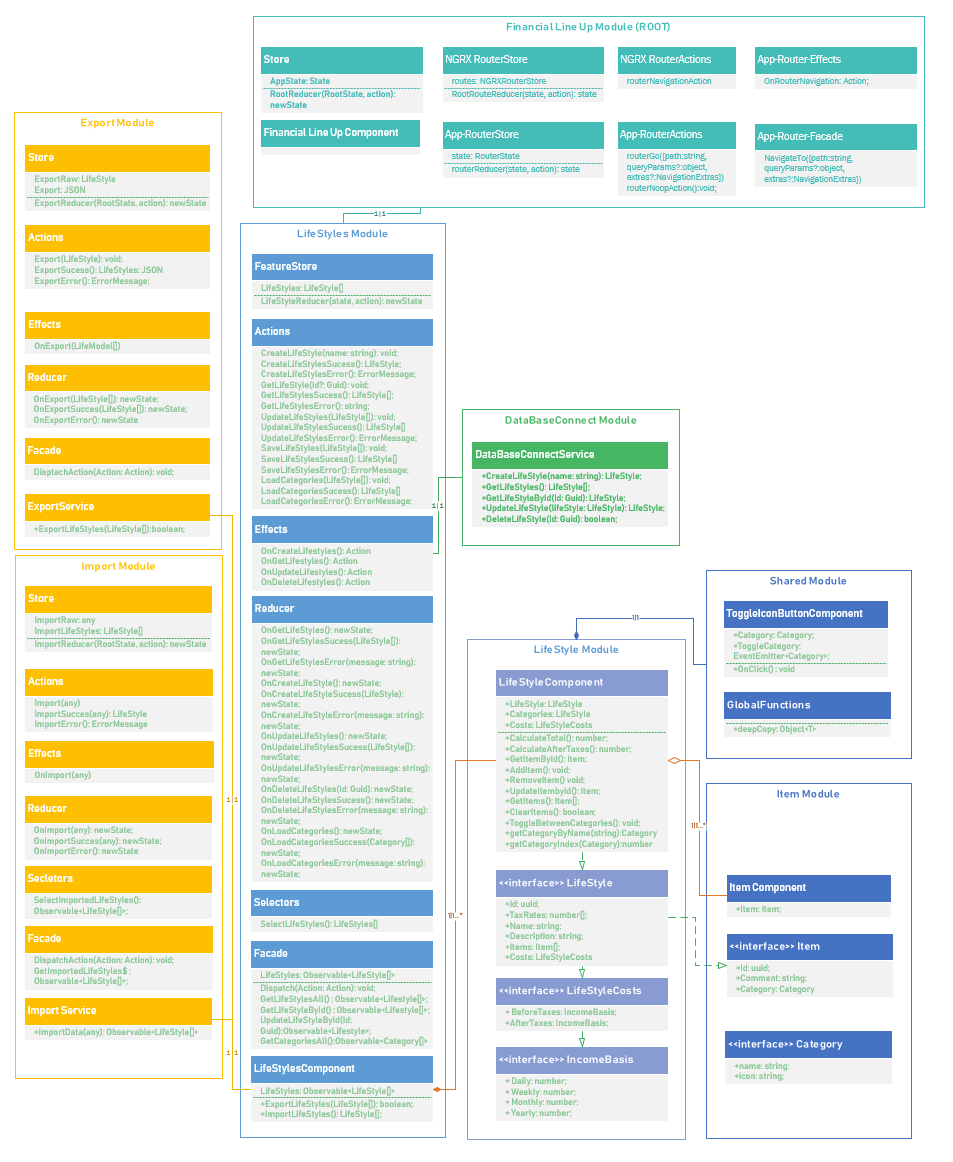 Financial Line Up Module (ROOT)
Store
AppState: State
RootReducer(RootState, action):
newState
Financial Line Up Component
NGRX RouterStore
routes: NGRXRouterStore
RootRouteReducer(state, action): state
NGRX RouterActions
routerNavigationAction
App-Router-Effects
OnRouterNavigation: Action;
App-RouterStore
state: RouterState
routerReducer(state, action): state
App-RouterActions
routerGo({path:string,
queryParams?:object,
extras?:NavigationExtras})
routerNoopAction():void;
App-Router-Facade
NavigateTo({path:string,
queryParams?:object,
extras?:NavigationExtras})
1|1
Export Module
Store
ExportRaw: LifeStyle
Export: JSON
ExportReducer(RootState, action): newState
Actions
Export(LifeStyle): void;
ExportSucess(): LifeStyles: JSON
ExportError(): ErrorMessage;
Effects
OnExport(LifeModel[])
Reducer
OnExport(LifeStyle[]): newState;
OnExportSucces(LifeStyle[]): newState;
OnExportError(): newState
Facade
DisptachAction(Action: Action): void;
ExportService
+ExportLifeStyles(LifeStyle[]):boolean;
Import Module
Store
ImportRaw: any
ImportLifeStyles: LifeStyle[]
ImportReducer(RootState, action): newState
Actions
Import(any)
ImportSucces(any): LifeStyle
ImportError(): ErrorMessage
Effects
OnImport(any)
Reducer
OnImport(any): newState;
OnImportSucces(any): newState;
OnImportError(): newState
Secletors
SelectImportedLifeStyles():
Observable<LifeStyle[]>;
Facade
DispatchAction(Action: Action): void;
GetImportedLifeStyles$ :
Observable<LifeStyle[]>;
Import Service
+ImportData(any): Observable<LifeStyle[]>
1|1
1|1
LifeStyles Module
FeatureStore
LifeStyles: LifeStyle[]
LifeStyleReducer(state, action): newState
Actions
CreateLifeStyle(name: string): void;
CreateLifeStylesSucess(): LifeStyle;
CreateLifeStylesError(): ErrorMessage;
GetLifeStyle(Id?: Guid): void;
GetLifeStylesSucess(): LifeStyle[];
GetLifeStylesError(): string;
UpdateLifeStyles(LifeStyle[]): void;
UpdateLifeStylesSucess(): LifeStyle[]
UpdateLifeStylesError(): ErrorMessage;
SaveLifeStyles(LifeStyle[]): void;
SaveLifeStylesSucess(): LifeStyle[]
SaveLifeStylesError(): ErrorMessage;
LoadCategories(LifeStyle[]): void;
LoadCategoriesSucess(): LifeStyle[]
LoadCategoriesError(): ErrorMessage;
Effects
OnCreateLifestyles(): Action
OnGetLifestyles(): Action
OnUpdateLifestyles(): Action
OnDeleteLifestyles(): Action
Reducer
OnGetLifeStyles(): newState;
OnGetLifeStylesSucess(LifeStyle[]):
newState;
OnGetLifeStylesError(message: string):
newState;
OnCreateLifeStyle(): newState;
OnCreateLifeStyleSucess(LifeStyle):
newState;
OnCreateLifeStyleError(message: string):
newState;
OnUpdateLifeStyles(): newState;
OnUpdateLifeStylesSucess(LifeStyle[]):
newState;
OnUpdateLifeStylesError(message: string):
newState;
OnDeleteLifeStyles(Id: Guid): newState;
OnDeleteLifeStylesSucess(): newState;
OnDeleteLifeStylesError(message: string):
newState;
OnLoadCategories(): newState;
OnLoadCategoriesSuccess(Category[]):
newState;
OnLoadCategoriesError(message: string):
newState;
Selectors
SelectLifeStyles(): LifeStyles[]
Facade
LifeStyles: Observable<LifeStyle[]>
Dispatch(Action: Action): void;
GetLifeStylesAll() : Observable<Lifestyle[]>;
GetLifeStyleById() : Observable<Lifestyle[]>;
UpdateLifeStyleById(Id:
Guid):Observable<Lifestyle>;
GetCategoriesAll():Observable<Category[]>
LifeStylesComponent
LifeStyles: Observable<LifeStyle[]>
+ExportLifeStyles(LifeStyle[]): boolean;
+ImportLifeStyles(): LifeStyle[];
1|1
1|1..*
DataBaseConnect Module
DataBaseConnectService
+CreateLifeStyle(name: string): LifeStyle;
+GetLifeStyles(): LifeStyle[];
+GetLifeStyleById(Id: Guid): LifeStyle;
+UpdateLifeStyle(lifeStyle: LifeStyle): LifeStyle;
+DeleteLifeStyle(Id: Guid): boolean;
1|1
LifeStyle Module
LifeStyleComponent
+LifeStyle: LifeStyle
+Categories: LifeStyle
+Costs: LifeStyleCosts
+CalculateTotal(): number;
+CalculateAfterTaxes(): number;
+GetItemById(): Item;
+AddItem(): void;
+RemoveItem() void;
+UpdateItembyId(): Item;
+GetItems(): Item[];
+ClearItems(): boolean;
+ToggleBetweenCategories(): void;
+getCategoryByName(string):Category
+getCategoryIndex(Category):number
<<interface>> LifeStyle
+Id: uuid;
+TaxRates: number[];
+Name: string;
+Description: string;
+Items: Item[];
+Costs: LifeStyleCosts
<<interface>> LifeStyleCosts
+ BeforeTaxes: IncomeBasis;
+AfterTaxes: IncomeBasis;
<<interface>> IncomeBasis
+ Daily: number;
+ Weekly: number;
+ Monthly: number;
+ Yearly: number;
1|1..*
Shared Module
ToggleIconButtonComponent
+Category: Category;
+ToggleCategory:
EventEmitter<Category>;
+OnClick() : void
GlobalFunctions
+deepCopy: Object<T>
Item Module
Item Component
+Item: Item;
<<interface>> Item
+Id: uuid;
+Comment: string;
+Category: Category
<<interface>> Category
+name: string;
+icon: string;